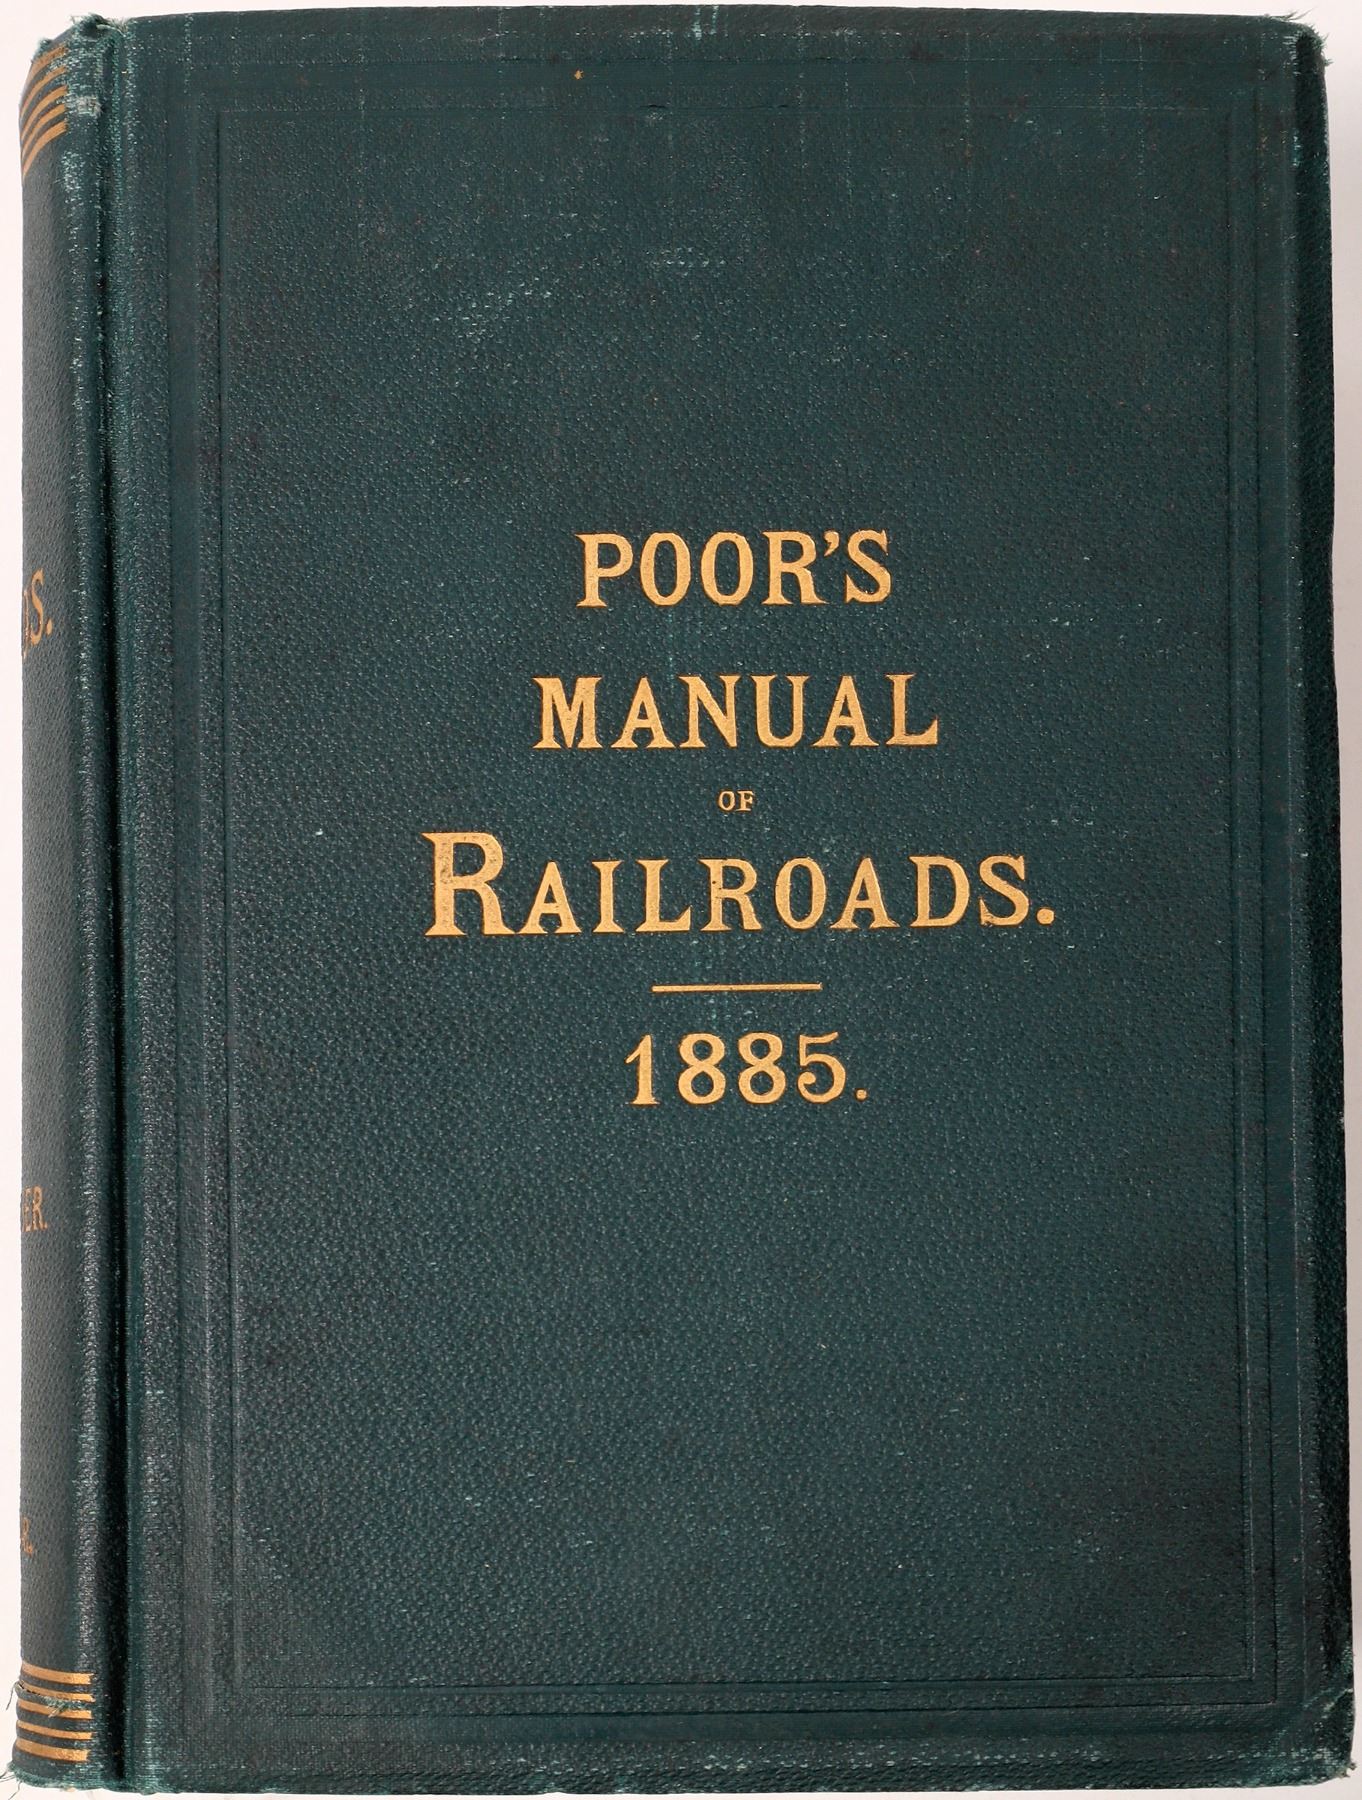 POOR'S
MANUAL
OF
RAILROADS.
1885.